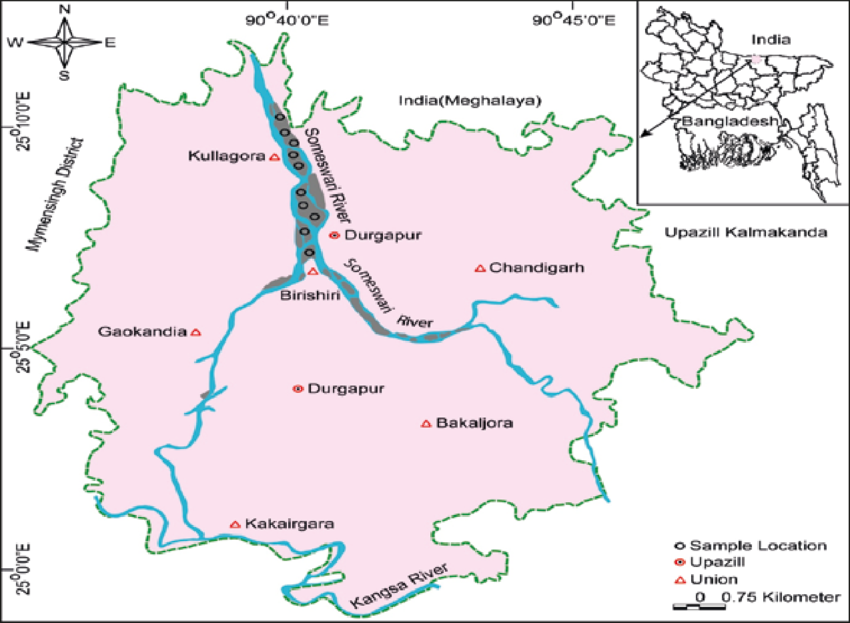 N
W E
S
90°40'0"E
90°45'0"E
India
Bangladesh
India(Meghalaya)
25°10'0"E
Mymensingh District
Kullagora
Someswari River
Durgapur
Upazill Kalmakanda
Chandigarh
Someswari River
Birishiri
Gaokandia
25°5'0"E
Durgapur
Bakaljora
Kakairgara
25°0'0"E
Kangsa River
Sample Location
Upazill
Union
0 0.75 Kilometer